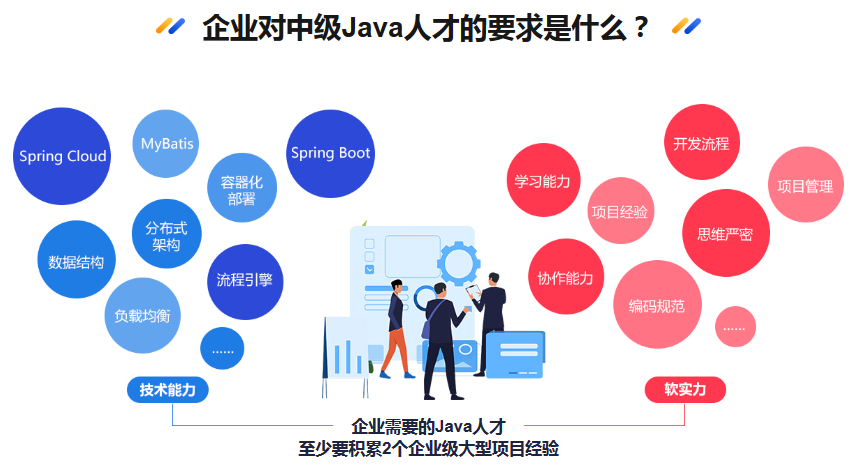 企业对中级Java人才的要求是什么？
Spring Cloud
MyBatis
Spring Boot
容器化
部署
分布式
架构
数据结构
流程引擎
负载均衡
......
技术能力
开发流程
学习能力
项目管理
项目经验
思维严密
协作能力
编码规范
......
软实力
企业需要的Java人才
至少要积累2个企业级大型项目经验